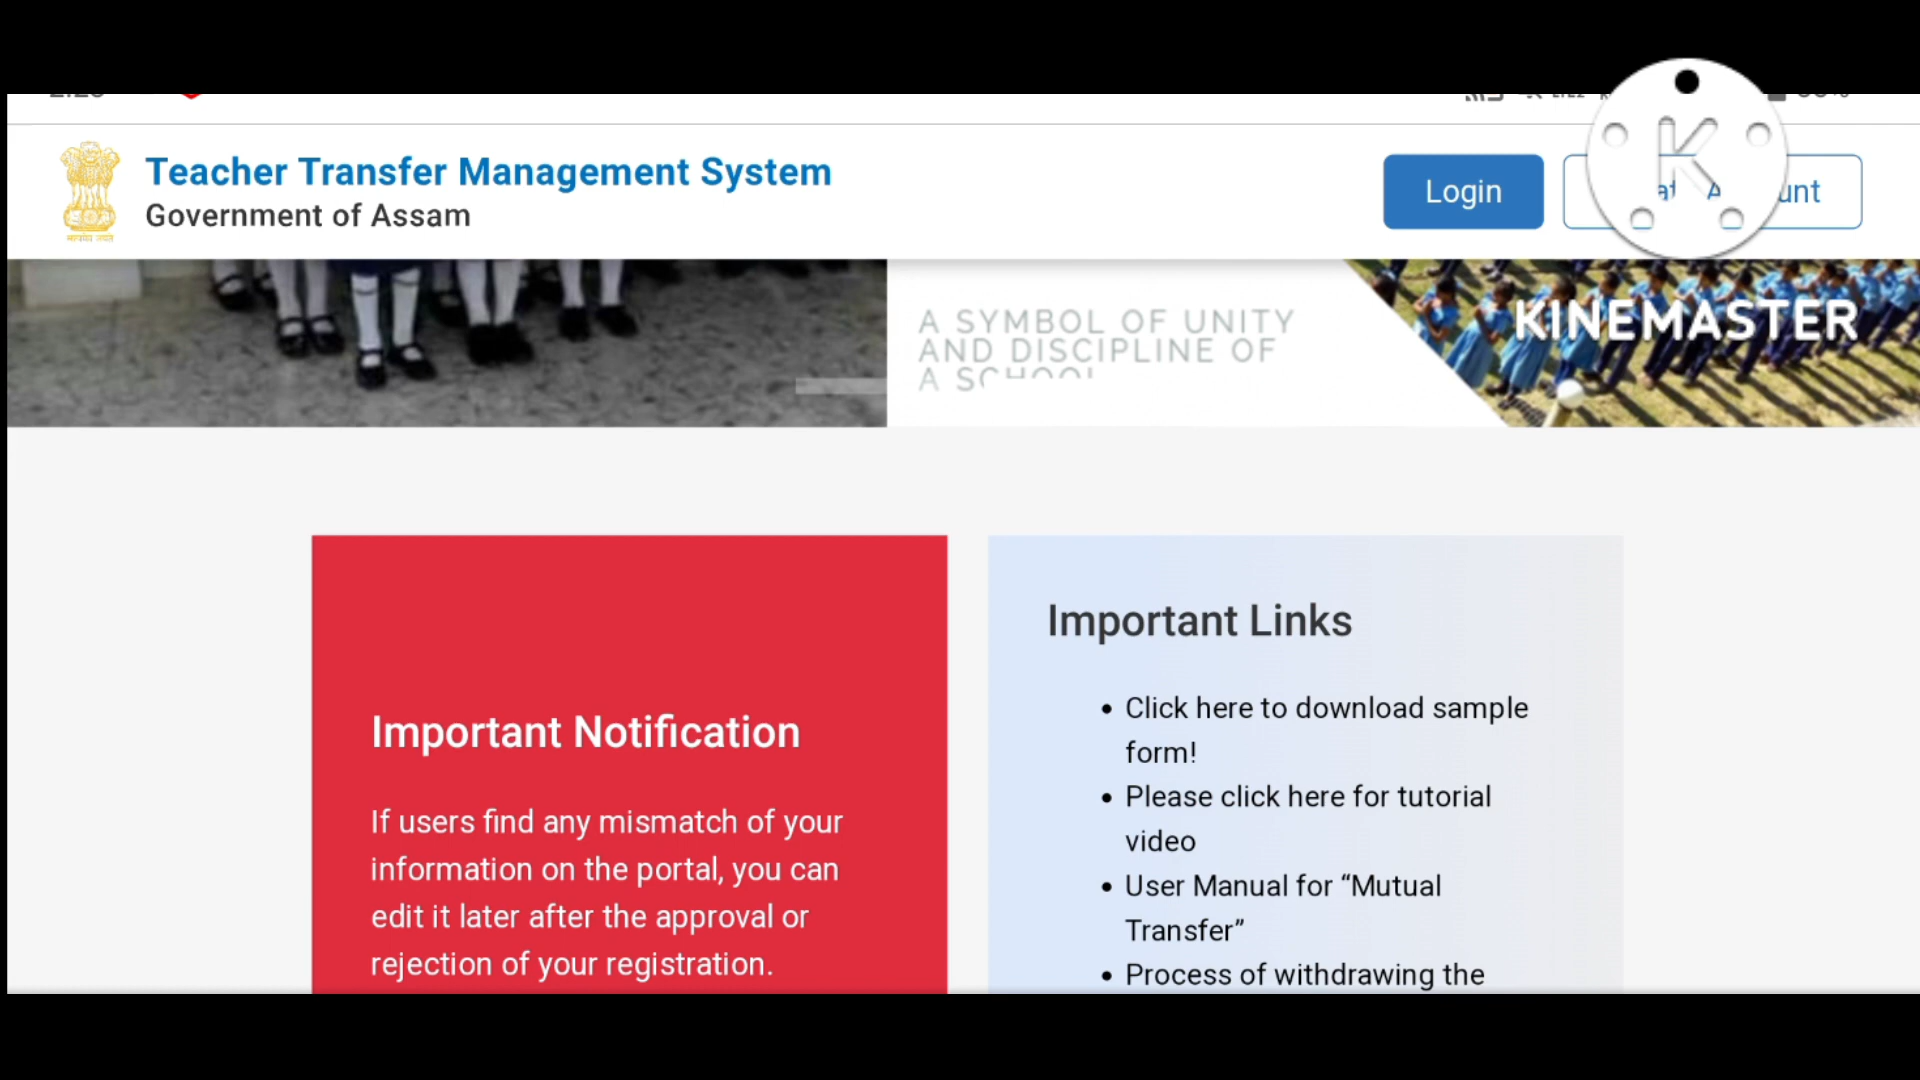 Teacher Transfer Management System
Government of Assam
Login
KINEMASTER
A SYMBOL OF UNITY
AND DISCIPLINE OF
A SCHOOL
Important Notification
If users find any mismatch of your
information on the portal, you can
edit it later after the approval or
rejection of your registration.
Important Links
• Click here to download sample
form!
• Please click here for tutorial
video
• User Manual for “Mutual
Transfer”
• Process of withdrawing the